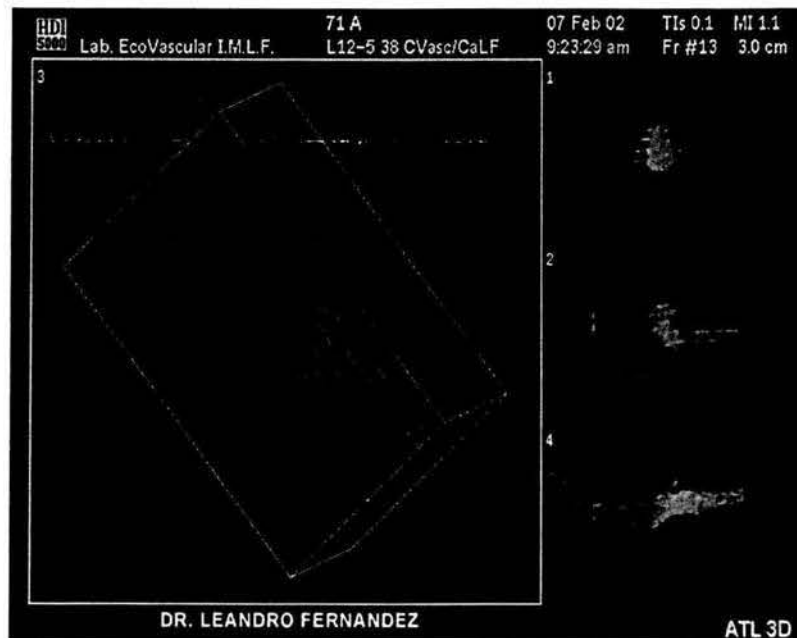 HDI 5000 Lab. EcoVascular I.M.L.F.
71 A
L12-5 38 CVasc/CaLF
07 Feb 02 TIs 0.1 MI 1.1
9:23:29 am Fr #13 3.0 cm
3
1
2
4
DR. LEANDRO FERNANDEZ
ATL 3D